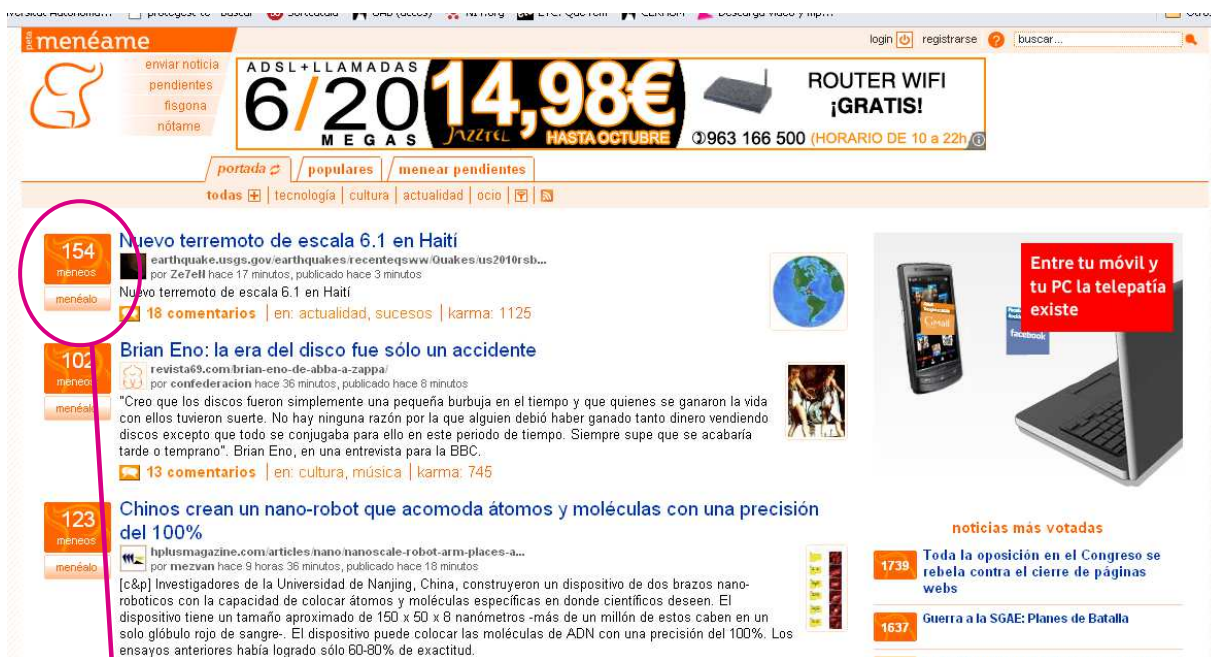 protegest-te
Buscar
UAB (acces)
peta
menéame
login
registrarse
?
buscar...
enviar noticia
pendientes
fisgona
nótame
ADSL+LLAMADAS
6/20
MEGAS
14,98€
JAZZTEL
HASTA OCTUBRE
ROUTER WIFI
¡GRATIS!
963 166 500 (HORARIO DE 10 a 22h)
portada
populares
menear pendientes
todas
tecnología
cultura
actualidad
ocio
154
meneos
menéalo
Nuevo terremoto de escala 6.1 en Haití
earthquake.usgs.gov/earthquakes/recenteqsww/Quakes/us2010rsb...
por Ze7eN hace 17 minutos, publicado hace 3 minutos
Nuevo terremoto de escala 6.1 en Haití
18 comentarios | en: actualidad, sucesos | karma: 1125
102
meneos
menéalo
Brian Eno: la era del disco fue sólo un accidente
revista69.com/brian-eno-de-abba-a-zappa/
por confederacion hace 36 minutos, publicado hace 8 minutos
"Creo que los discos fueron simplemente una pequeña burbuja en el tiempo y que quienes se ganaron la vida
con ellos tuvieron suerte. No hay ninguna razón por la que alguien debió haber ganado tanto dinero vendiendo
discos excepto que todo se conjugaba para ello en este periodo de tiempo. Siempre supe que se acabaría
tarde o temprano". Brian Eno, en una entrevista para la BBC.
13 comentarios | en: cultura, música | karma: 745
123
meneos
menéalo
Chinos crean un nano-robot que acomoda átomos y moléculas con una precisión
del 100%
hplusmagazine.com/articles/nano/nanoscale-robot-arm-places-a...
por mezvan hace 9 horas 36 minutos, publicado hace 18 minutos
[c&p] Investigadores de la Universidad de Nanjing, China, construyeron un dispositivo de dos brazos nano-
roboticos con la capacidad de colocar átomos y moléculas específicas en donde científicos deseen. El
dispositivo tiene un tamaño aproximado de 150 x 50 x 8 nanómetros -más de un millón de estos caben en un
solo glóbulo rojo de sangre-. El dispositivo puede colocar las moléculas de ADN con una precisión del 100%. Los
ensayos anteriores había logrado sólo 60-80% de exactitud.
Entre tu móvil y
tu PC la telepatía
existe
Gmail
facebook
noticias más votadas
1739
Toda la oposición en el Congreso se
rebela contra el cierre de páginas
webs
1637
Guerra a la SGAE: Planes de Batalla